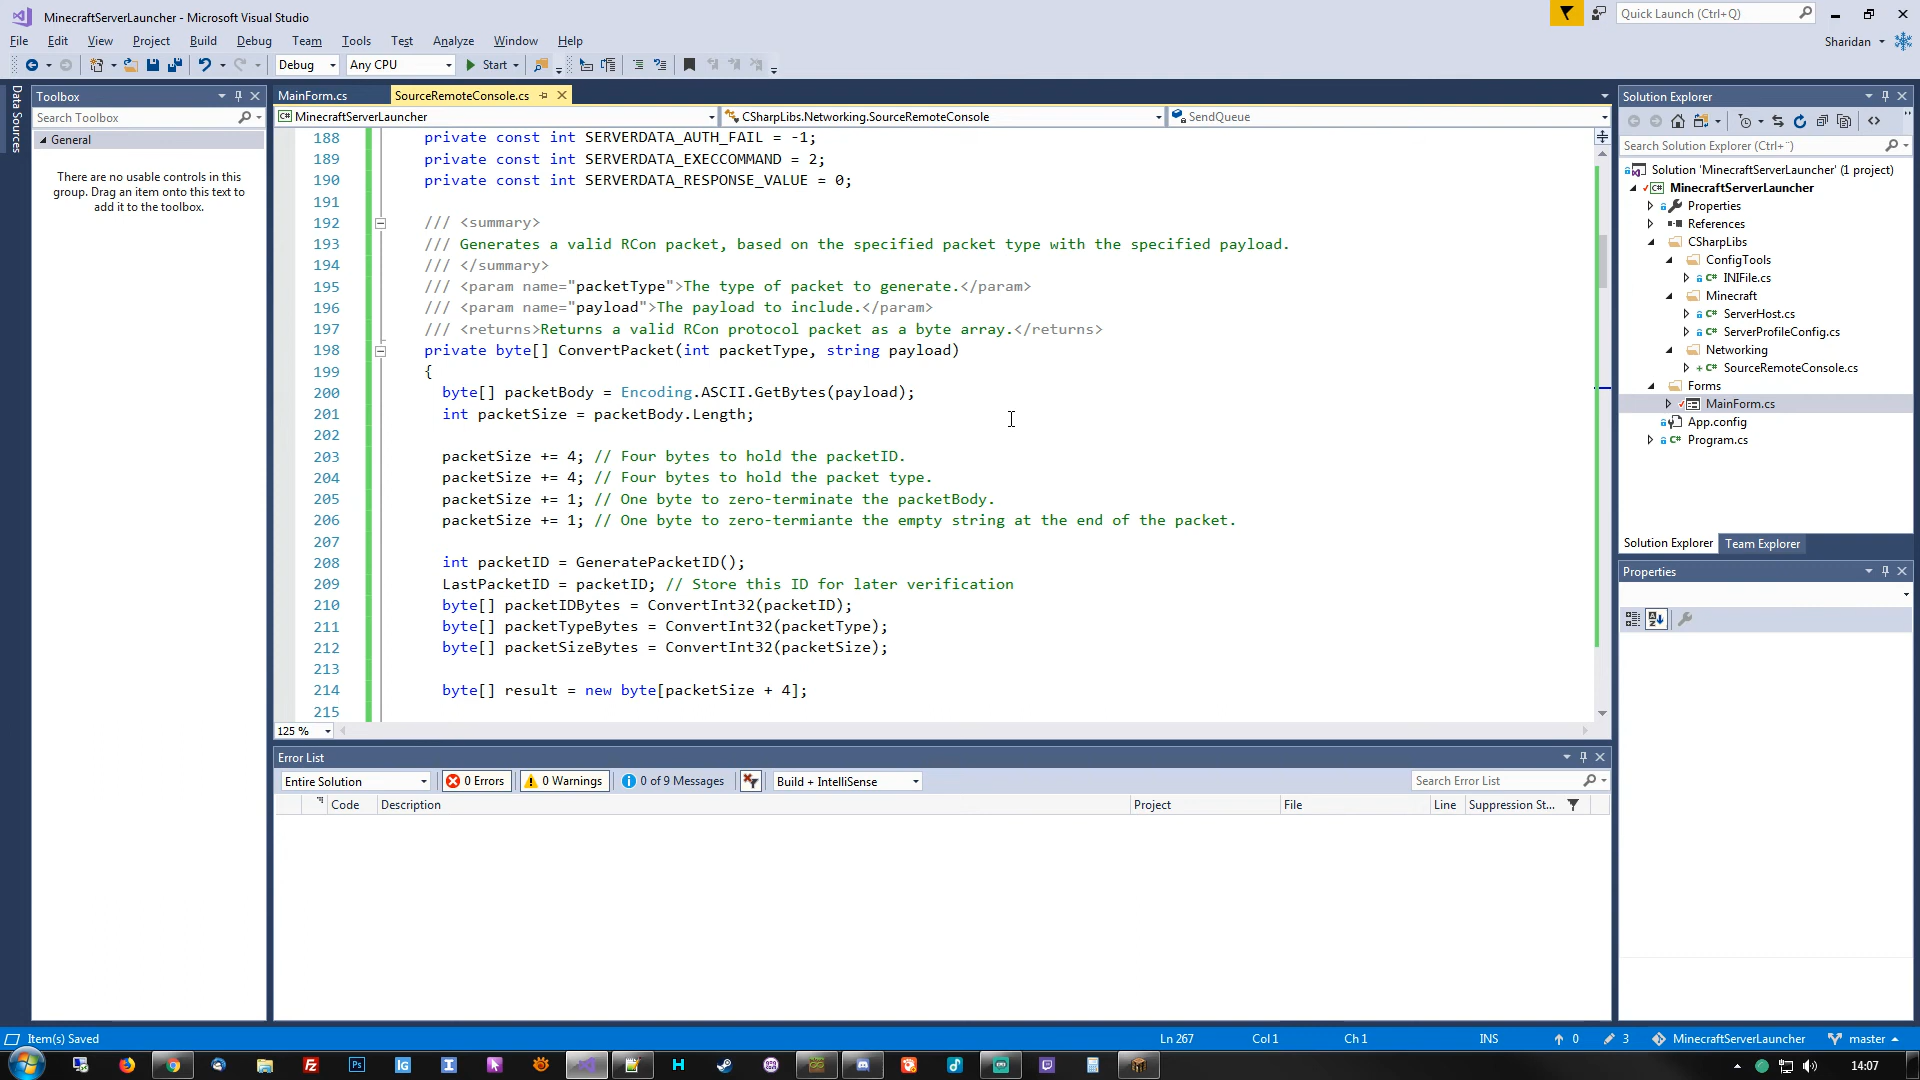 MinecraftServerLauncher - Microsoft Visual Studio
Quick Launch (Ctrl+Q)
File Edit View Project Build Debug Team Tools Test Analyze Window Help
Sharidan
Debug Any CPU Start
Data Sources
Toolbox
Search Toolbox
General
There are no usable controls in this
group. Drag an item onto this text to
add it to the toolbox.
MainForm.cs SourceRemoteConsole.cs
MinecraftServerLauncher CSharpLibs.Networking.SourceRemoteConsole SendQueue
188 private const int SERVERDATA_AUTH_FAIL = -1;
189 private const int SERVERDATA_EXECCOMMAND = 2;
190 private const int SERVERDATA_RESPONSE_VALUE = 0;
191
192 /// <summary>
193 /// Generates a valid RCon packet, based on the specified packet type with the specified payload.
194 /// </summary>
195 /// <param name="packetType">The type of packet to generate.</param>
196 /// <param name="payload">The payload to include.</param>
197 /// <returns>Returns a valid RCon protocol packet as a byte array.</returns>
198 private byte[] ConvertPacket(int packetType, string payload)
199 {
200 byte[] packetBody = Encoding.ASCII.GetBytes(payload);
201 int packetSize = packetBody.Length;
202
203 packetSize += 4; // Four bytes to hold the packetID.
204 packetSize += 4; // Four bytes to hold the packet type.
205 packetSize += 1; // One byte to zero-terminate the packetBody.
206 packetSize += 1; // One byte to zero-termiante the empty string at the end of the packet.
207
208 int packetID = GeneratePacketID();
209 LastPacketID = packetID; // Store this ID for later verification
210 byte[] packetIDBytes = ConvertInt32(packetID);
211 byte[] packetTypeBytes = ConvertInt32(packetType);
212 byte[] packetSizeBytes = ConvertInt32(packetSize);
213
214 byte[] result = new byte[packetSize + 4];
215
125 %
Error List
Entire Solution 0 Errors 0 Warnings 0 of 9 Messages Build + IntelliSense Search Error List
Code Description Project File Line Suppression St...
Solution Explorer
Search Solution Explorer (Ctrl+¨)
Solution 'MinecraftServerLauncher' (1 project)
MinecraftServerLauncher
Properties
References
CSharpLibs
ConfigTools
INIFile.cs
Minecraft
ServerHost.cs
ServerProfileConfig.cs
Networking
SourceRemoteConsole.cs
Forms
MainForm.cs
App.config
Program.cs
Solution Explorer Team Explorer
Properties
Item(s) Saved Ln 267 Col 1 Ch 1 INS 0 3 MinecraftServerLauncher master
14:07